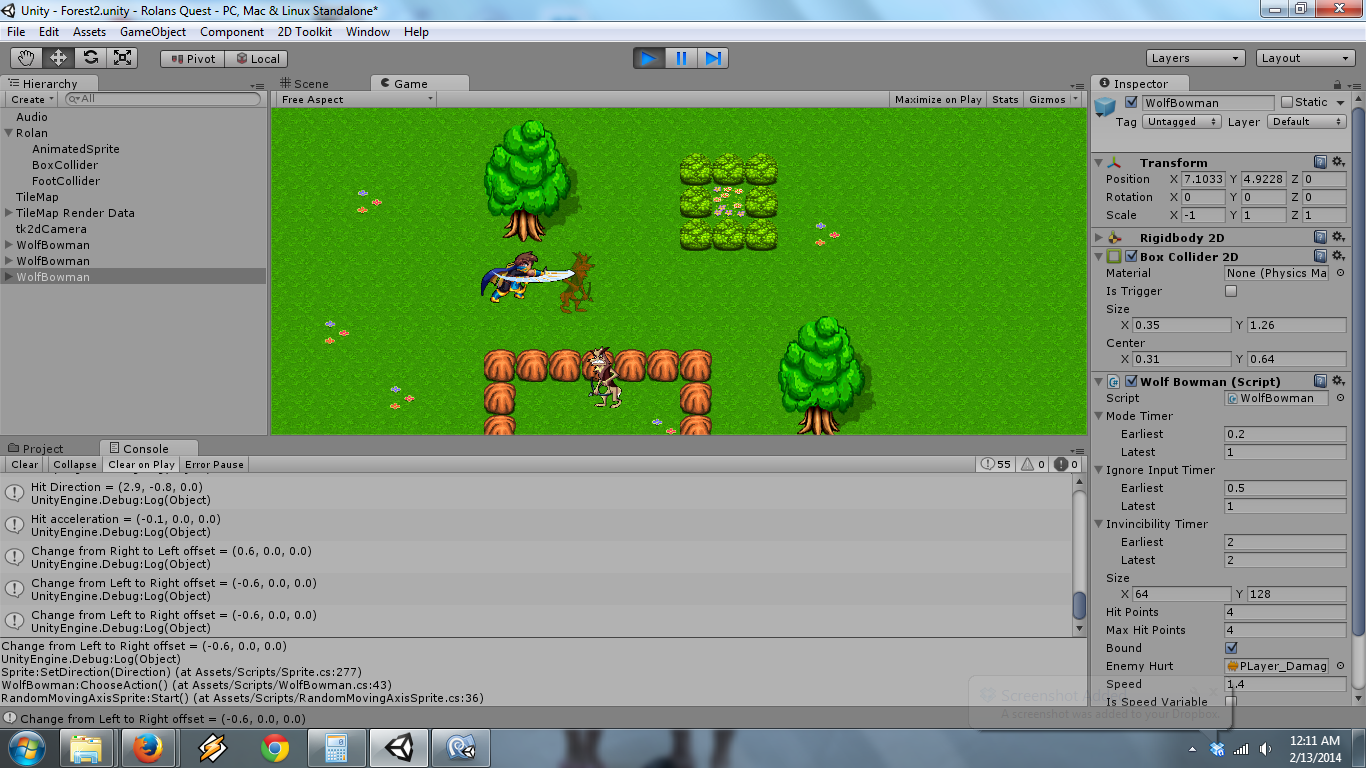 Unity - Forest2.unity - Rolans Quest - PC, Mac & Linux Standalone*
File Edit Assets GameObject Component 2D Toolkit Window Help
Pivot Local Layers Layout
Hierarchy
Create All
Audio
Rolan
AnimatedSprite
BoxCollider
FootCollider
TileMap
TileMap Render Data
tk2dCamera
WolfBowman
WolfBowman
WolfBowman
Scene Game
Free Aspect Maximize on Play Stats Gizmos
Project Console
Clear Collapse Clear on Play Error Pause 55 0 0
Hit Direction = (2.9, -0.8, 0.0)
UnityEngine.Debug:Log(Object)
Hit acceleration = (-0.1, 0.0, 0.0)
UnityEngine.Debug:Log(Object)
Change from Right to Left offset = (0.6, 0.0, 0.0)
UnityEngine.Debug:Log(Object)
Change from Left to Right offset = (-0.6, 0.0, 0.0)
UnityEngine.Debug:Log(Object)
Change from Left to Right offset = (-0.6, 0.0, 0.0)
UnityEngine.Debug:Log(Object)
Change from Left to Right offset = (-0.6, 0.0, 0.0)
UnityEngine.Debug:Log(Object)
Sprite:SetDirection(Direction) (at Assets/Scripts/Sprite.cs:277)
WolfBowman:ChooseAction() (at Assets/Scripts/WolfBowman.cs:43)
RandomMovingAxisSprite:Start() (at Assets/Scripts/RandomMovingAxisSprite.cs:36)
Change from Left to Right offset = (-0.6, 0.0, 0.0)
Inspector
WolfBowman Static
Tag Untagged Layer Default
Transform
Position X 7.1033 Y 4.9228 Z 0
Rotation X 0 Y 0 Z 0
Scale X -1 Y 1 Z 1
Rigidbody 2D
Box Collider 2D
Material None (Physics Ma
Is Trigger
Size
X 0.35 Y 1.26
Center
X 0.31 Y 0.64
Wolf Bowman (Script)
Script WolfBowman
Mode Timer
Earliest 0.2
Latest 1
Ignore Input Timer
Earliest 0.5
Latest 1
Invincibility Timer
Earliest 2
Latest 2
Size
X 64 Y 128
Hit Points 4
Max Hit Points 4
Bound
Enemy Hurt PLayer_Damag
Speed 1.4
Is Speed Variable
Screenshot Added
A screenshot was added to your Dropbox.
12:11 AM
2/13/2014